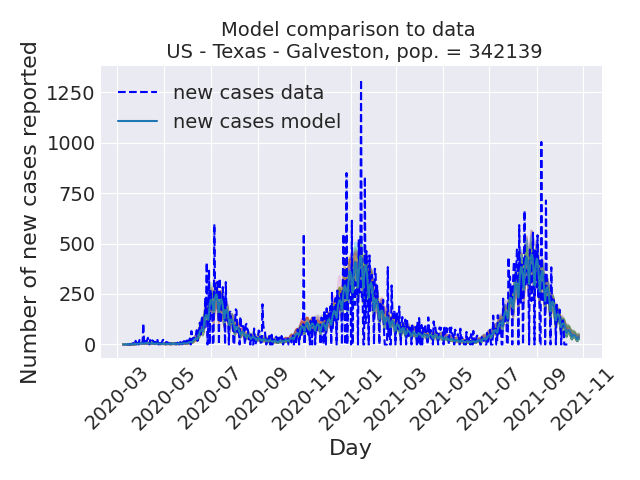 Model comparison to data
US - Texas - Galveston, pop. = 342139
Number of new cases reported
1250
1000
750
500
250
0
new cases data
new cases model
2020-03
2020-05
2020-07
2020-09
2020-11
2021-01
2021-03
2021-05
2021-07
2021-09
2021-11
Day